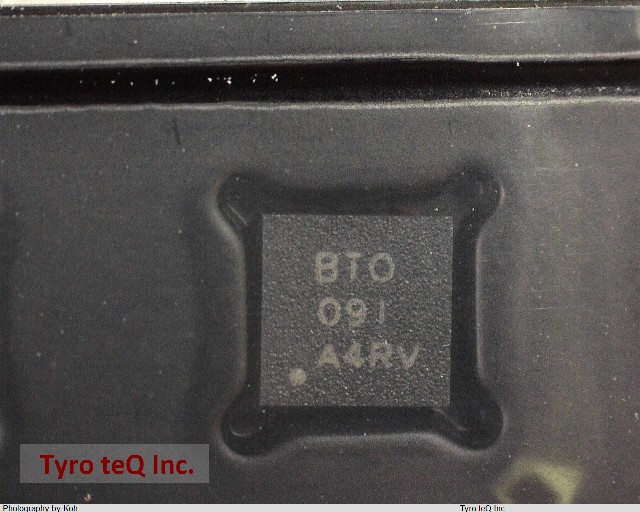 BTO
091
A4RV
Tyro teQ Inc.
Photography by Koh
Tyro teQ Inc